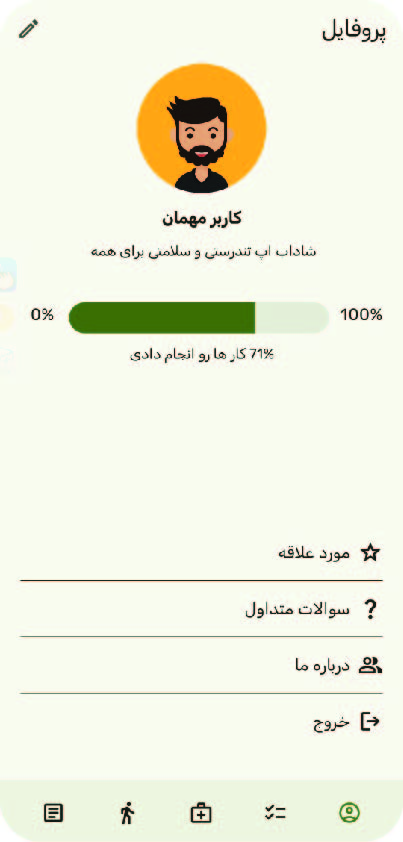 پروفایل
کاربر مهمان
شاداب اپ تندرستی و سلامتی برای همه
0% 100%
71% کار ها رو انجام دادی
مورد علاقه
سوالات متداول
درباره ما
خروج